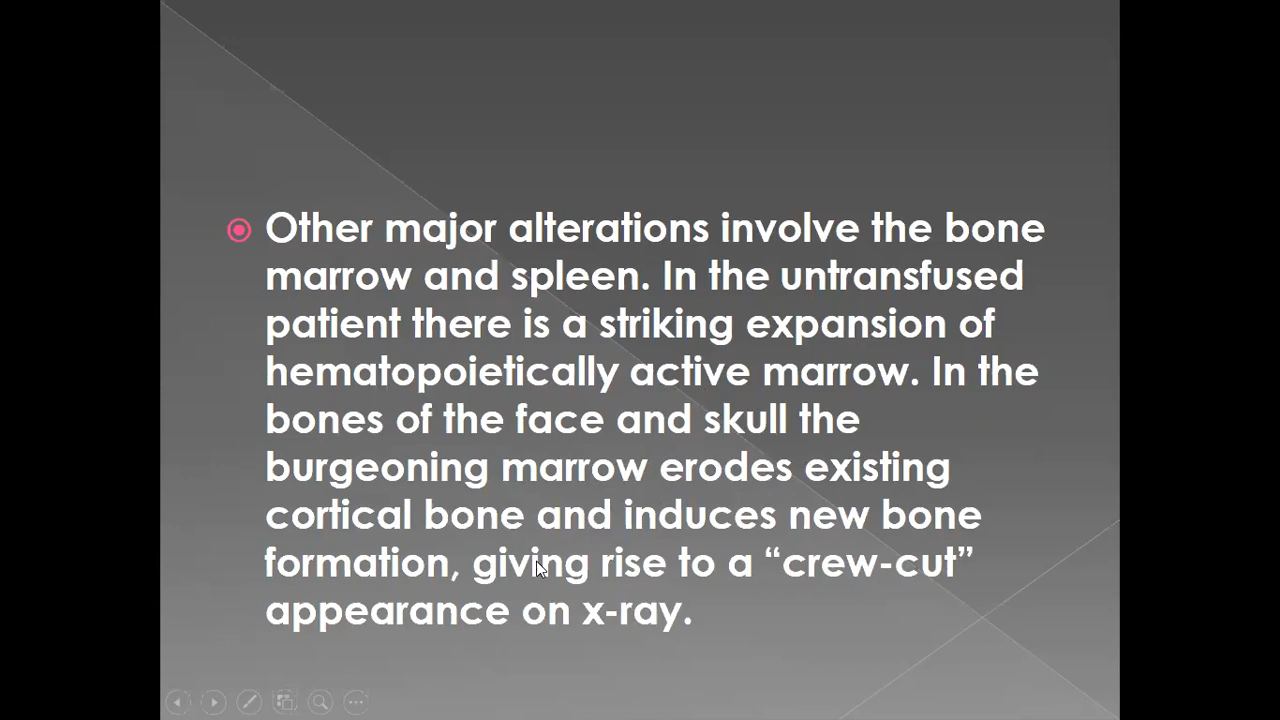 Other major alterations involve the bone
marrow and spleen. In the untransfused
patient there is a striking expansion of
hematopoietically active marrow. In the
bones of the face and skull the
burgeoning marrow erodes existing
cortical bone and induces new bone
formation, giving rise to a “crew-cut”
appearance on x-ray.